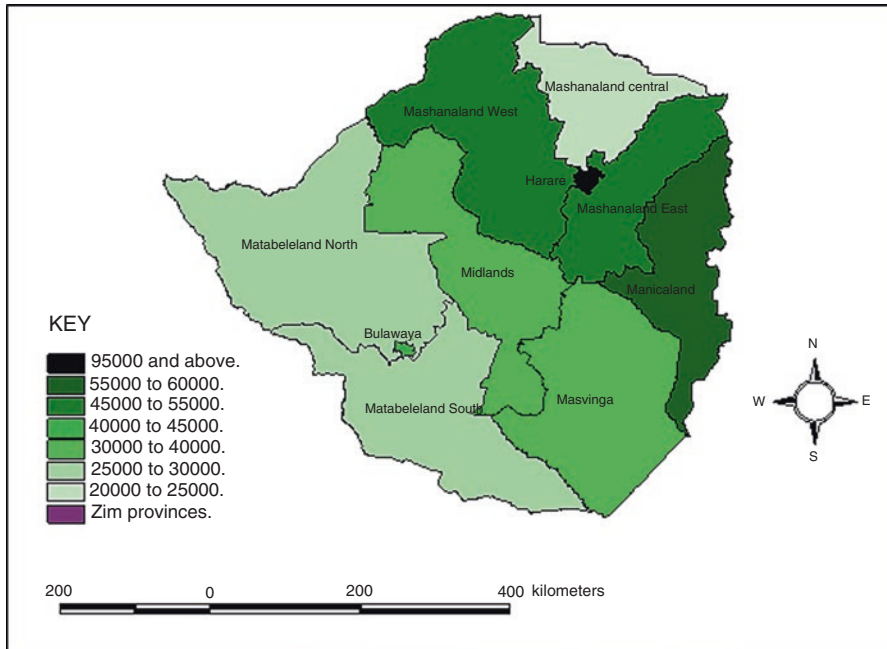 Mashanaland central
Mashanaland West
Harare
Mashanaland East
Matabeleland North
Midlands
Manicaland
Bulawaya
Matabeleland South
Masvinga
KEY
95000 and above.
55000 to 60000.
45000 to 55000.
40000 to 45000.
30000 to 40000.
25000 to 30000.
20000 to 25000.
Zim provinces.
N
W
E
S
200 0 200 400 kilometers